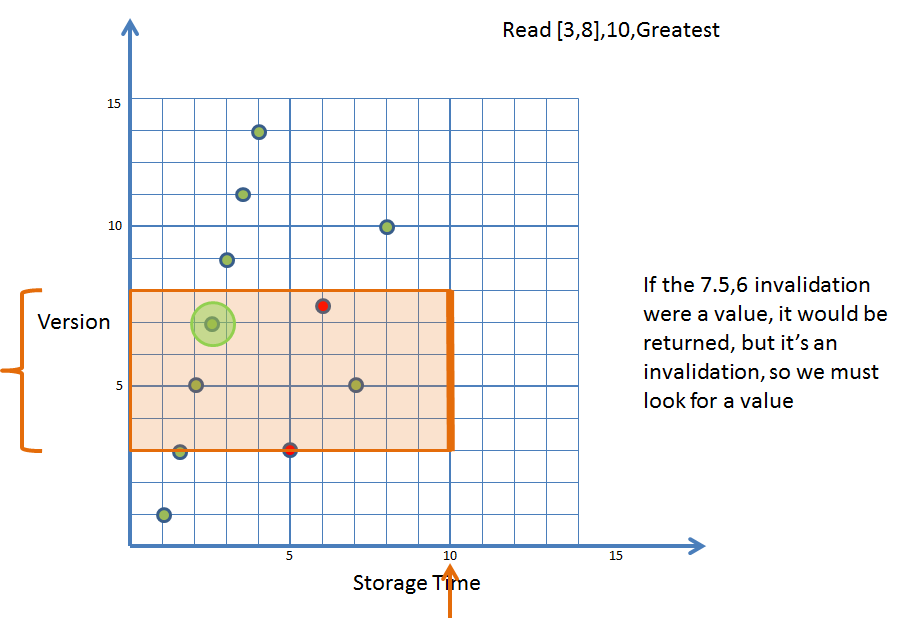 Read [3,8],10,Greatest
15
10
Version
5
If the 7.5,6 invalidation
were a value, it would be
returned, but it’s an
invalidation, so we must
look for a value
5
10
15
Storage Time